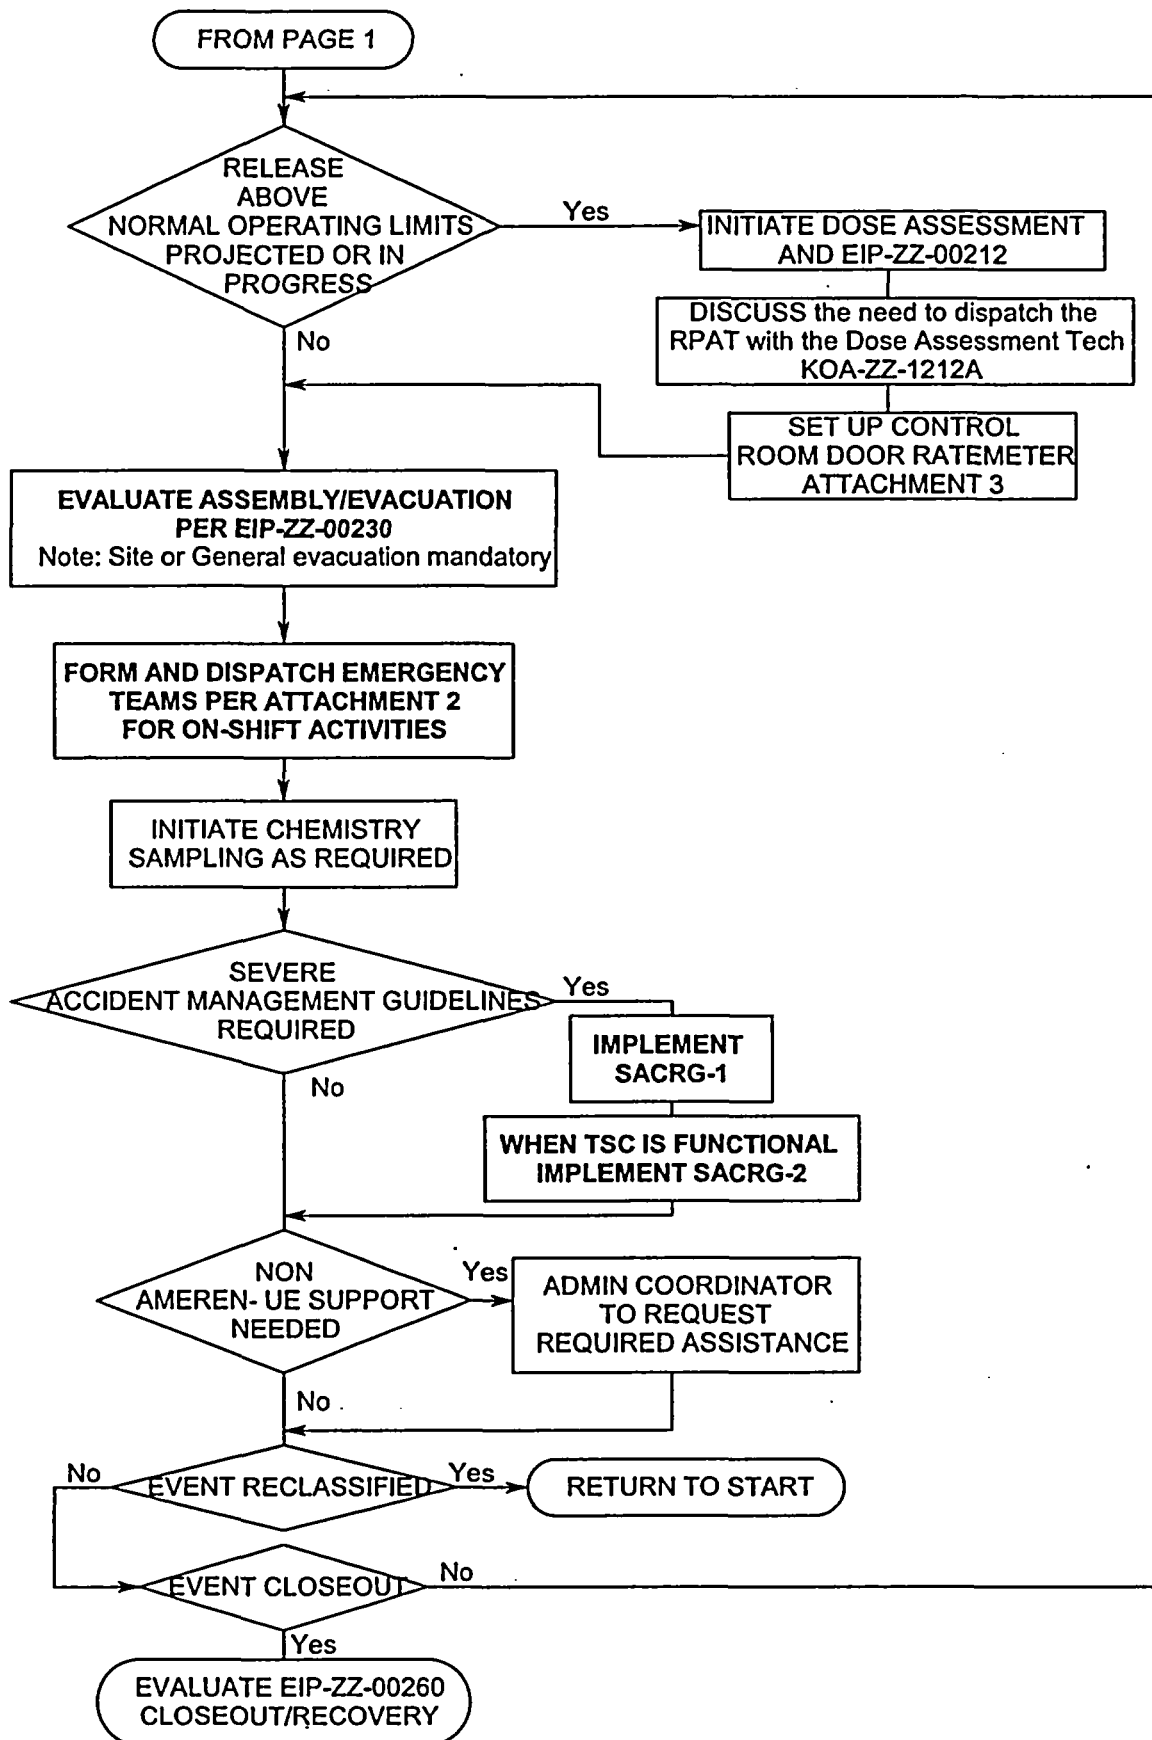 FROM PAGE 1
RELEASE
ABOVE
NORMAL OPERATING LIMITS
PROJECTED OR IN
PROGRESS
Yes
INITIATE DOSE ASSESSMENT
AND EIP-ZZ-00212
DISCUSS the need to dispatch the
RPAT with the Dose Assessment Tech
KOA-ZZ-1212A
SET UP CONTROL
ROOM DOOR RATEMETER
ATTACHMENT 3
No
EVALUATE ASSEMBLY/EVACUATION
PER EIP-ZZ-00230
Note: Site or General evacuation mandatory
FORM AND DISPATCH EMERGENCY
TEAMS PER ATTACHMENT 2
FOR ON-SHIFT ACTIVITIES
INITIATE CHEMISTRY
SAMPLING AS REQUIRED
SEVERE
ACCIDENT MANAGEMENT GUIDELINES
REQUIRED
Yes
IMPLEMENT
SACRG-1
WHEN TSC IS FUNCTIONAL
IMPLEMENT SACRG-2
No
NON
AMEREN- UE SUPPORT
NEEDED
Yes
ADMIN COORDINATOR
TO REQUEST
REQUIRED ASSISTANCE
No
EVENT RECLASSIFIED
Yes
RETURN TO START
No
EVENT CLOSEOUT
No
Yes
EVALUATE EIP-ZZ-00260
CLOSEOUT/RECOVERY